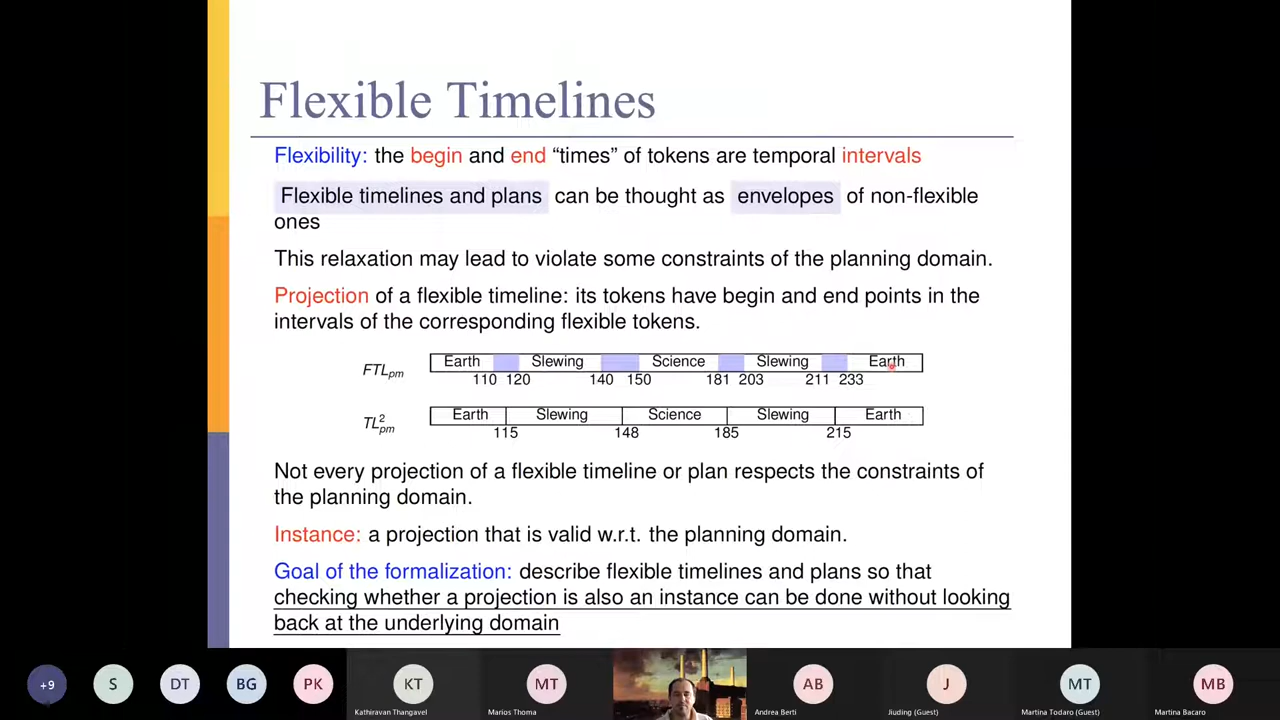 Flexible Timelines
Flexibility: the begin and end “times” of tokens are temporal intervals
Flexible timelines and plans can be thought as envelopes of non-flexible
ones
This relaxation may lead to violate some constraints of the planning domain.
Projection of a flexible timeline: its tokens have begin and end points in the
intervals of the corresponding flexible tokens.
FTLpm Earth Slewing Science Slewing Earth
110 120 140 150 181 203 211 233
TL2pm Earth Slewing Science Slewing Earth
115 148 185 215
Not every projection of a flexible timeline or plan respects the constraints of
the planning domain.
Instance: a projection that is valid w.r.t. the planning domain.
Goal of the formalization: describe flexible timelines and plans so that
checking whether a projection is also an instance can be done without looking
back at the underlying domain
+9 S DT BG PK KT MT AB J MT MB
Kathiravan Thangavel Marios Thoma Andrea Berti Jiuding (Guest) Martina Todaro (Guest) Martina Bacaro